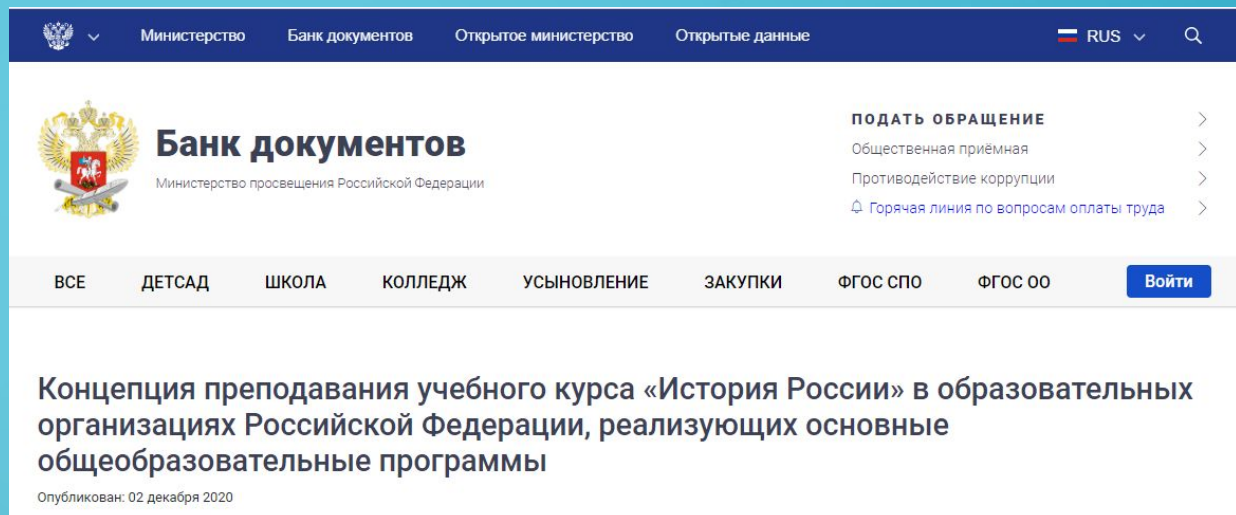 Министерство Банк документов Открытое министерство Открытые данные RUS
Банк документов
Министерство просвещения Российской Федерации
ПОДАТЬ ОБРАЩЕНИЕ
Общественная приёмная
Противодействие коррупции
Горячая линия по вопросам оплаты труда
ВСЕ ДЕТСАД ШКОЛА КОЛЛЕДЖ УСЫНОВЛЕНИЕ ЗАКУПКИ ФГОС СПО ФГОС ОО Войти
Концепция преподавания учебного курса «История России» в образовательных
организациях Российской Федерации, реализующих основные
общеобразовательные программы
Опубликован: 02 декабря 2020